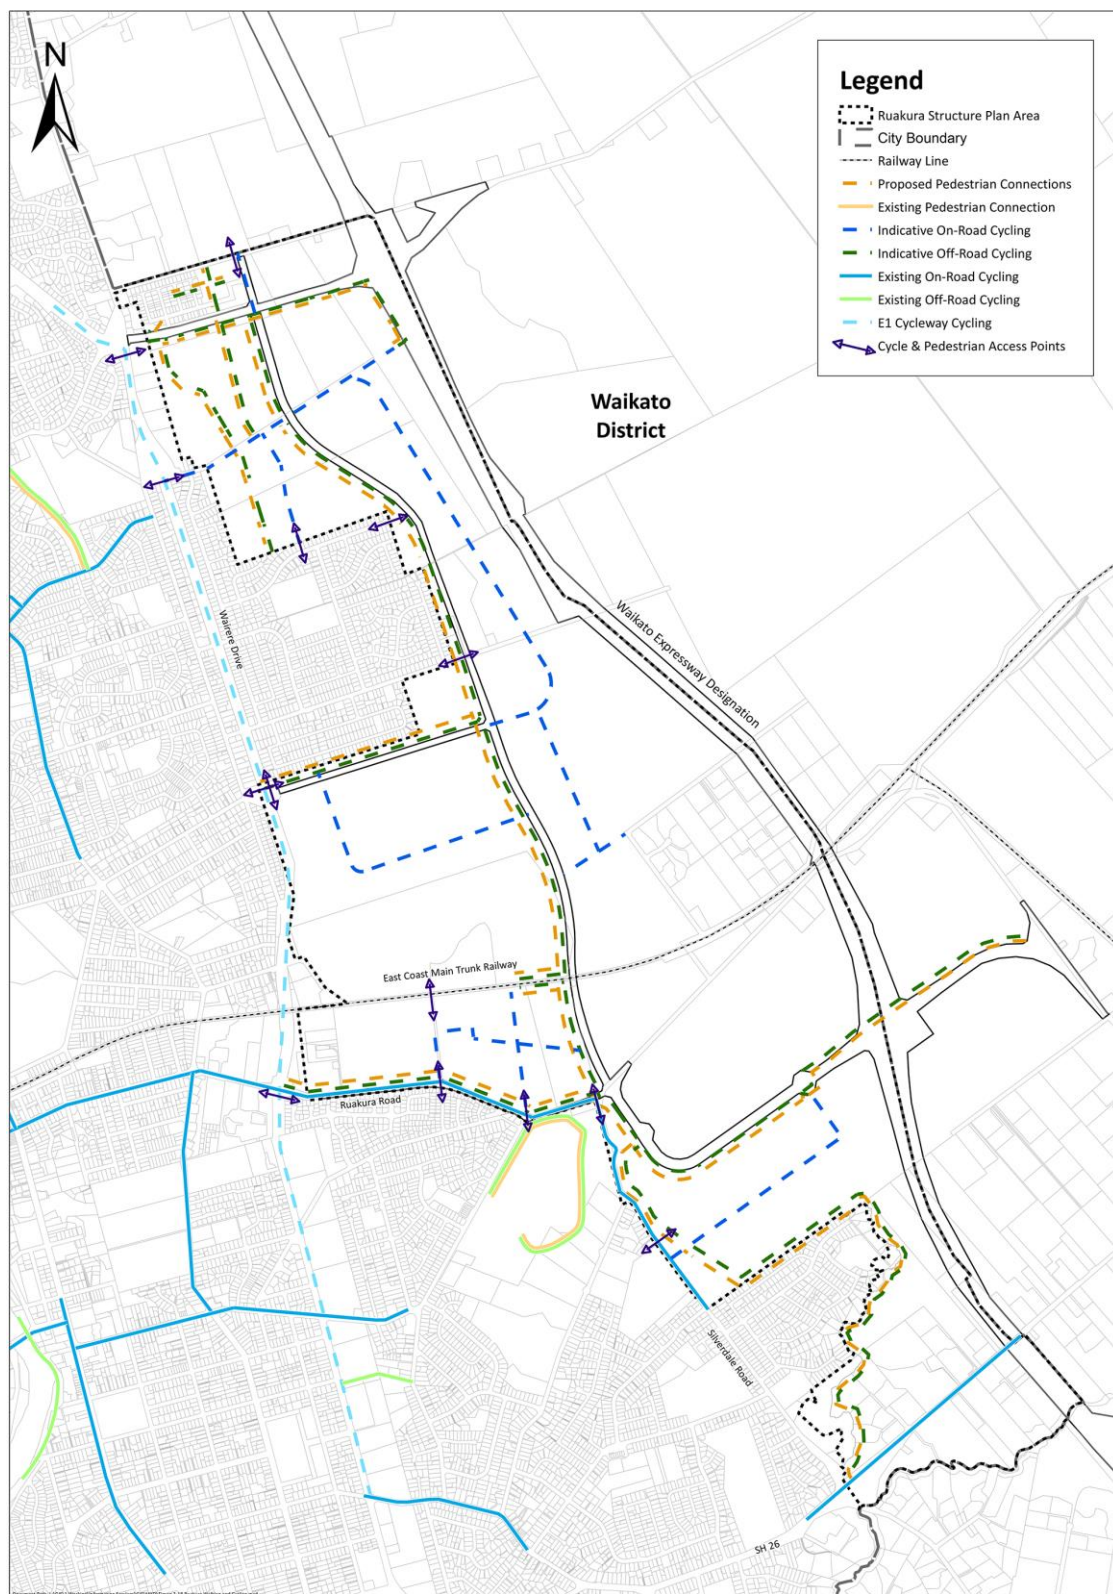 N
Legend
Ruakura Structure Plan Area
City Boundary
Railway Line
Proposed Pedestrian Connections
Existing Pedestrian Connection
Indicative On-Road Cycling
Indicative Off-Road Cycling
Existing On-Road Cycling
Existing Off-Road Cycling
E1 Cycleway Cycling
Cycle & Pedestrian Access Points
Waikato
District
Wairere Drive
Waikato Expressway Designation
East Coast Main Trunk Railway
Ruakura Road
Silverdale Road
SH 26